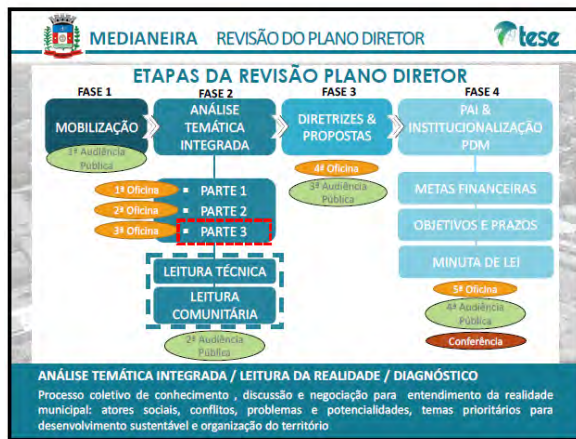 MEDIANEIRA REVISÃO DO PLANO DIRETOR
tese
ETAPAS DA REVISÃO PLANO DIRETOR
FASE 1
FASE 2
FASE 3
FASE 4
MOBILIZAÇÃO
ANÁLISE
TEMÁTICA
INTEGRADA
DIRETRIZES &
PROPOSTAS
PAI &
INSTITUCIONALIZAÇÃO
PDM
1ª Audiência
Pública
4ª Oficina
3ª Audiência
Pública
1ª Oficina
▪ PARTE 1
2ª Oficina
▪ PARTE 2
3ª Oficina
▪ PARTE 3
METAS FINANCEIRAS
OBJETIVOS E PRAZOS
MINUTA DE LEI
LEITURA TÉCNICA
LEITURA
COMUNITÁRIA
2ª Audiência
Pública
5ª Oficina
4ª Audiência
Pública
Conferência
ANÁLISE TEMÁTICA INTEGRADA / LEITURA DA REALIDADE / DIAGNÓSTICO
Processo coletivo de conhecimento , discussão e negociação para entendimento da realidade
municipal: atores sociais, conflitos, problemas e potencialidades, temas prioritários para
desenvolvimento sustentável e organização do território